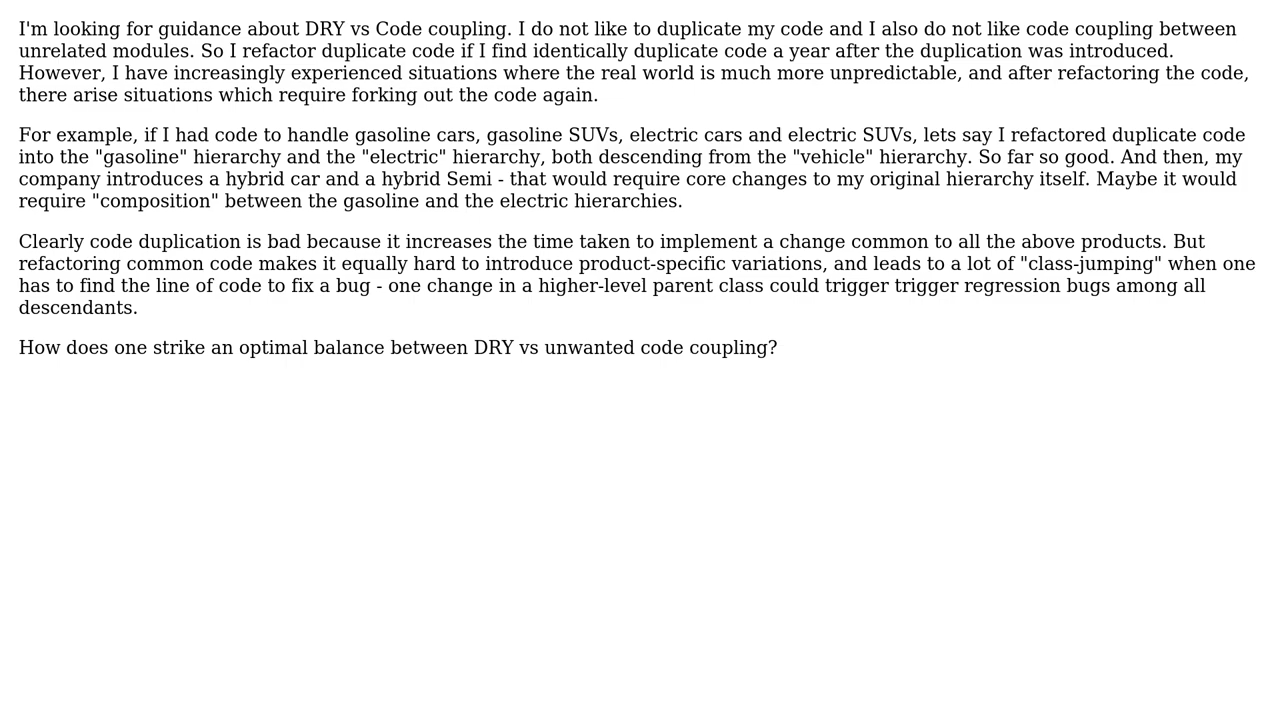 I'm looking for guidance about DRY vs Code coupling. I do not like to duplicate my code and I also do not like code coupling between
unrelated modules. So I refactor duplicate code if I find identically duplicate code a year after the duplication was introduced.
However, I have increasingly experienced situations where the real world is much more unpredictable, and after refactoring the code,
there arise situations which require forking out the code again.
For example, if I had code to handle gasoline cars, gasoline SUVs, electric cars and electric SUVs, lets say I refactored duplicate code
into the "gasoline" hierarchy and the "electric" hierarchy, both descending from the "vehicle" hierarchy. So far so good. And then, my
company introduces a hybrid car and a hybrid Semi - that would require core changes to my original hierarchy itself. Maybe it would
require "composition" between the gasoline and the electric hierarchies.
Clearly code duplication is bad because it increases the time taken to implement a change common to all the above products. But
refactoring common code makes it equally hard to introduce product-specific variations, and leads to a lot of "class-jumping" when one
has to find the line of code to fix a bug - one change in a higher-level parent class could trigger trigger regression bugs among all
descendants.
How does one strike an optimal balance between DRY vs unwanted code coupling?